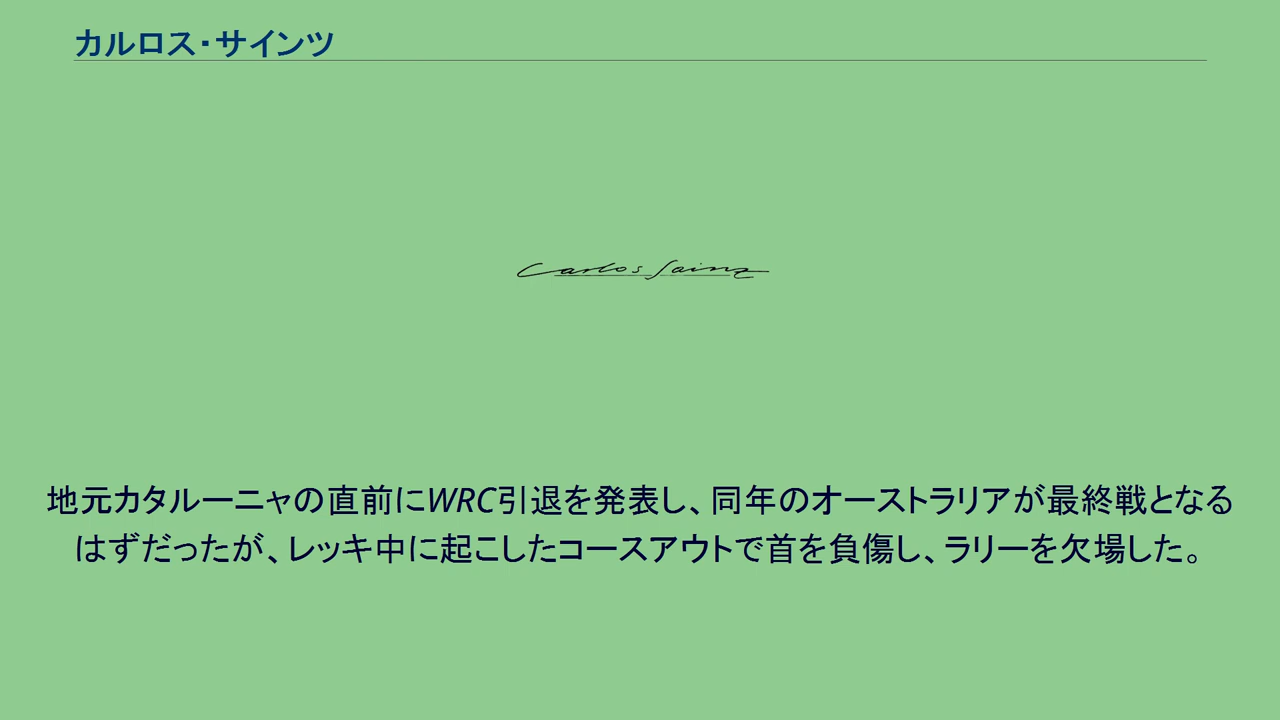 カルロス・サインツ
Carlos Sainz
地元カタルーニャの直前にWRC引退を発表し、同年のオーストラリアが最終戦となる
はずだったが、レッキ中に起こしたコースアウトで首を負傷し、ラリーを欠場した。